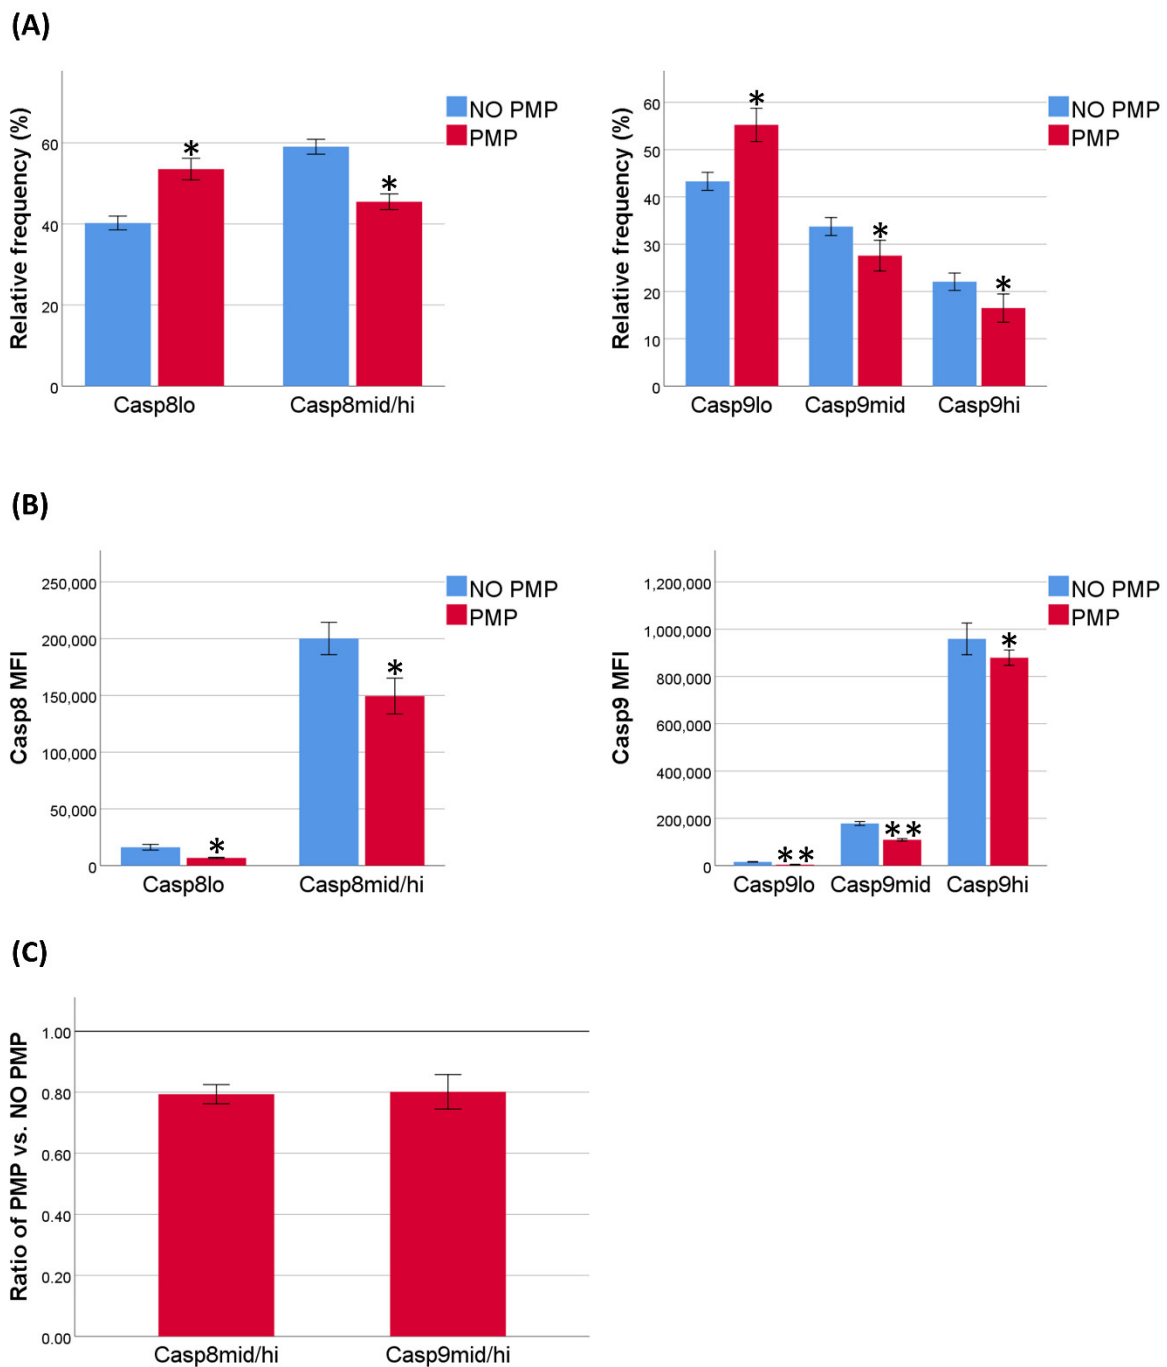 (A)
Relative frequency (%)
60
40
20
0
* *
Casp8lo Casp8mid/hi
NO PMP
PMP
Relative frequency (%)
60
50
40
30
20
10
0
* * *
Casp9lo Casp9mid Casp9hi
NO PMP
PMP
(B)
Casp8 MFI
250,000
200,000
150,000
100,000
50,000
0
* *
Casp8lo Casp8mid/hi
NO PMP
PMP
Casp9 MFI
1,200,000
1,000,000
800,000
600,000
400,000
200,000
0
** ** *
Casp9lo Casp9mid Casp9hi
NO PMP
PMP
(C)
Ratio of PMP vs. NO PMP
1.00
0.80
0.60
0.40
0.20
0.00
Casp8mid/hi Casp9mid/hi